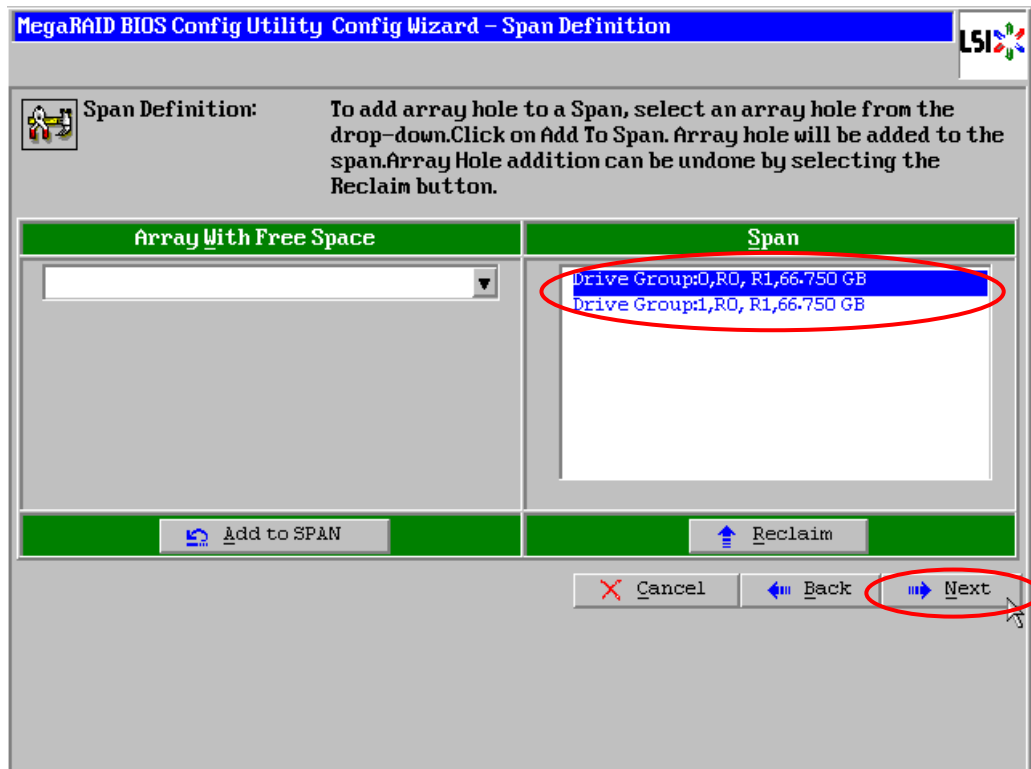 MegaRAID BIOS Config Utility Config Wizard – Span Definition
LSI
Span Definition:
To add array hole to a Span, select an array hole from the
drop-down.Click on Add To Span. Array hole will be added to the
span.Array Hole addition can be undone by selecting the
Reclaim button.
Array With Free Space
Span
Drive Group:0,R0, R1,66.750 GB
Drive Group:1,R0, R1,66.750 GB
Add to SPAN
Reclaim
Cancel
Back
Next